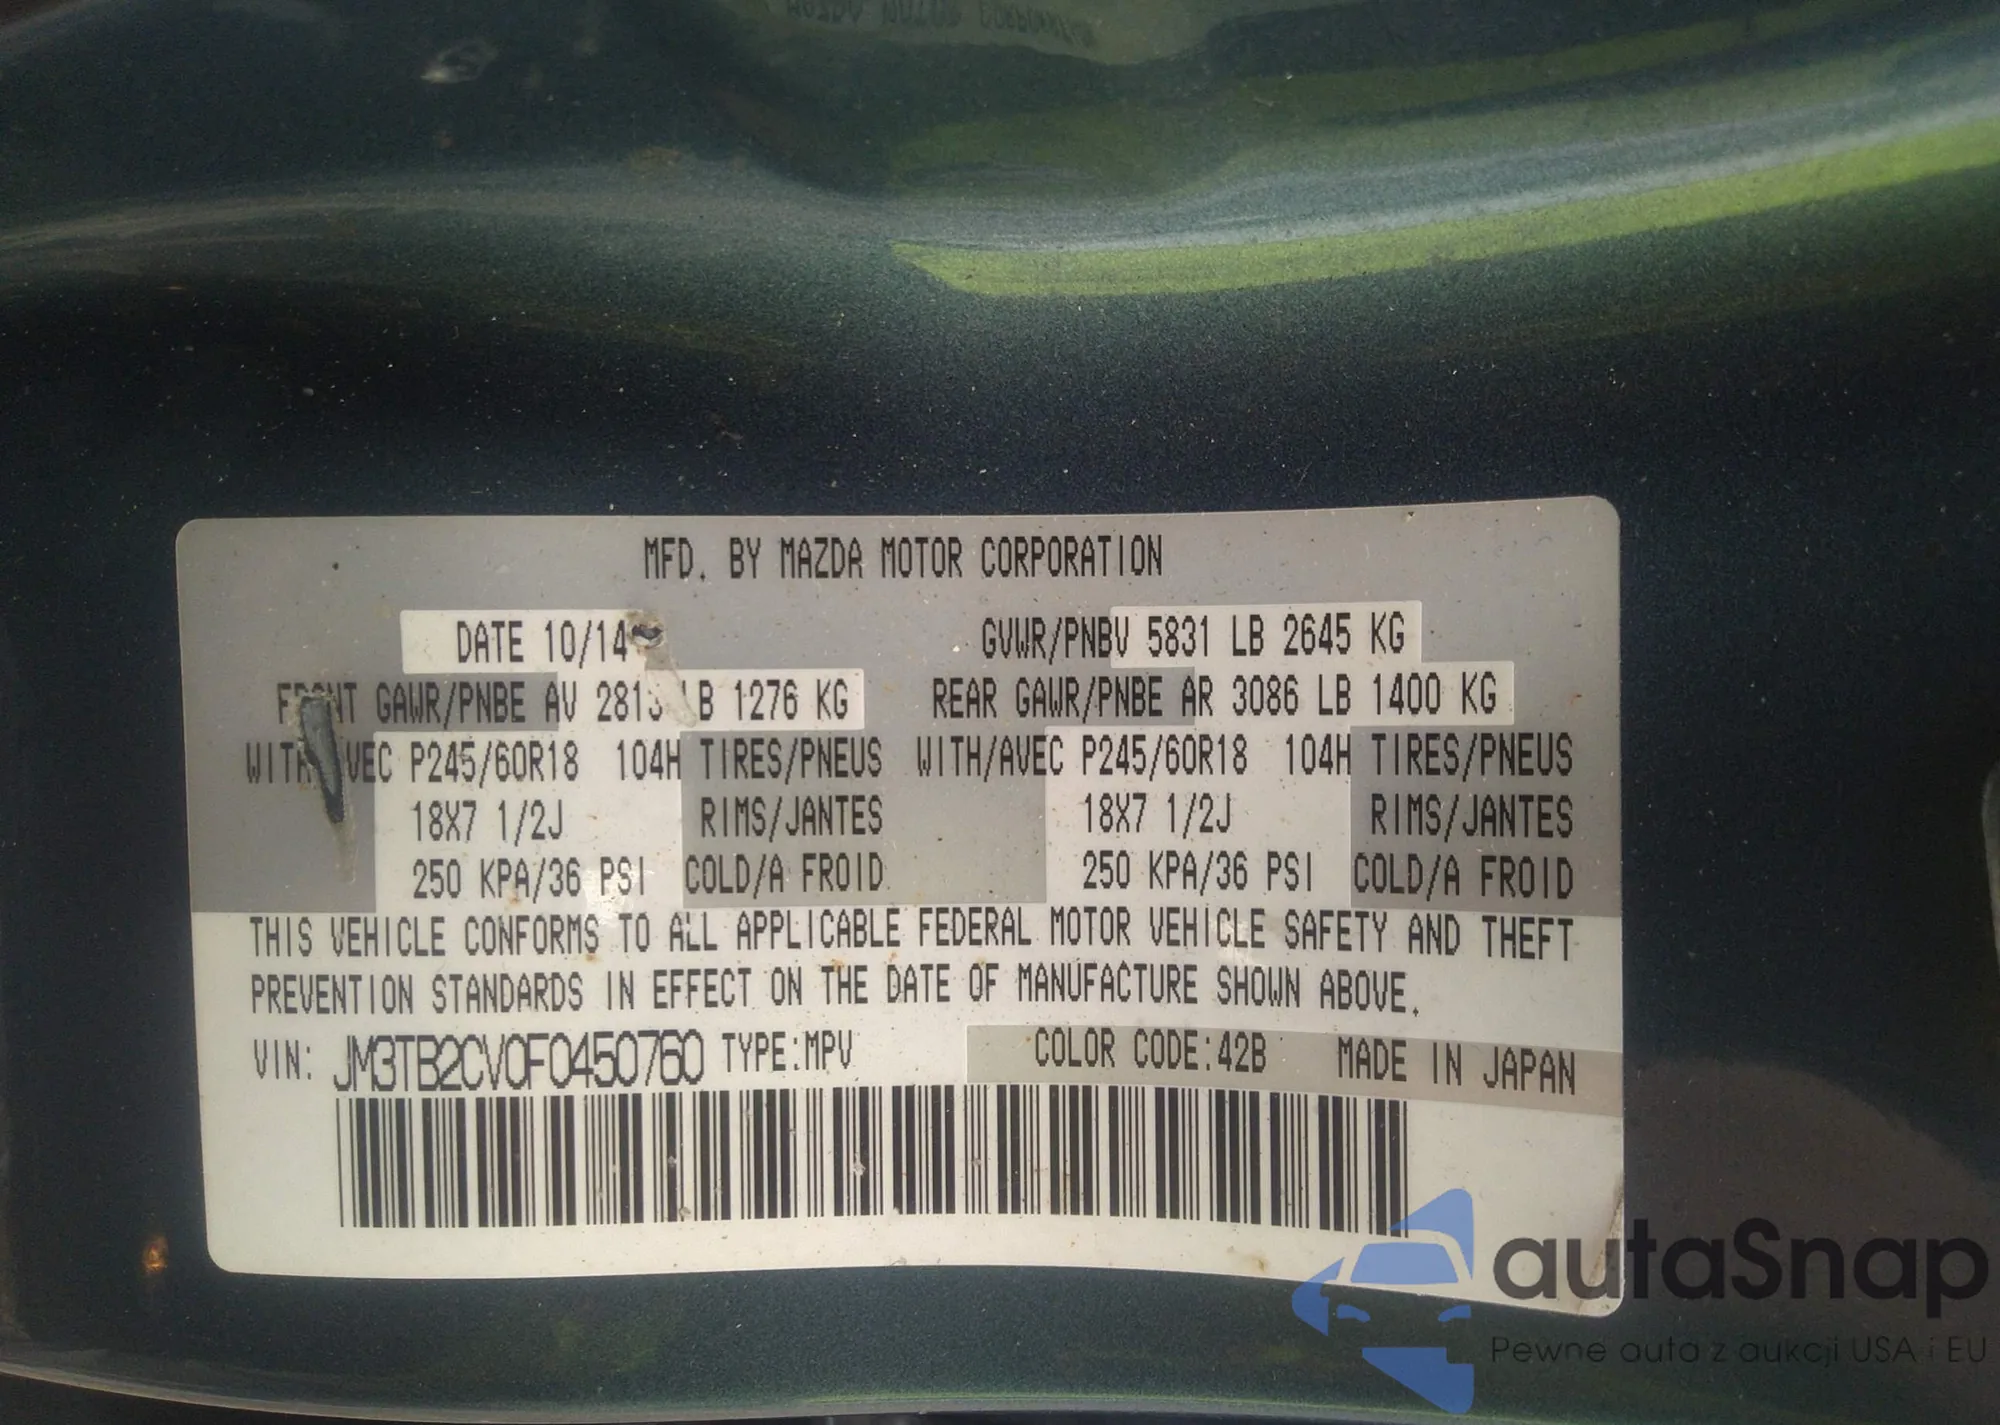 MFD. BY MAZDA MOTOR CORPORATION
DATE 10/14 GVWR/PNBV 5831 LB 2645 KG
FRONT GAWR/PNBE AV 2813 LB 1276 KG REAR GAWR/PNBE AR 3086 LB 1400 KG
WITH/AVEC P245/60R18 104H TIRES/PNEUS WITH/AVEC P245/60R18 104H TIRES/PNEUS
18X7 1/2J RIMS/JANTES 18X7 1/2J RIMS/JANTES
250 KPA/36 PSI COLD/A FROID 250 KPA/36 PSI COLD/A FROID
THIS VEHICLE CONFORMS TO ALL APPLICABLE FEDERAL MOTOR VEHICLE SAFETY AND THEFT
PREVENTION STANDARDS IN EFFECT ON THE DATE OF MANUFACTURE SHOWN ABOVE.
VIN: JM3TB2CV0F0450760 TYPE:MPV COLOR CODE:42B MADE IN JAPAN
autaSnap
Pewne auta z aukcji USA i EU